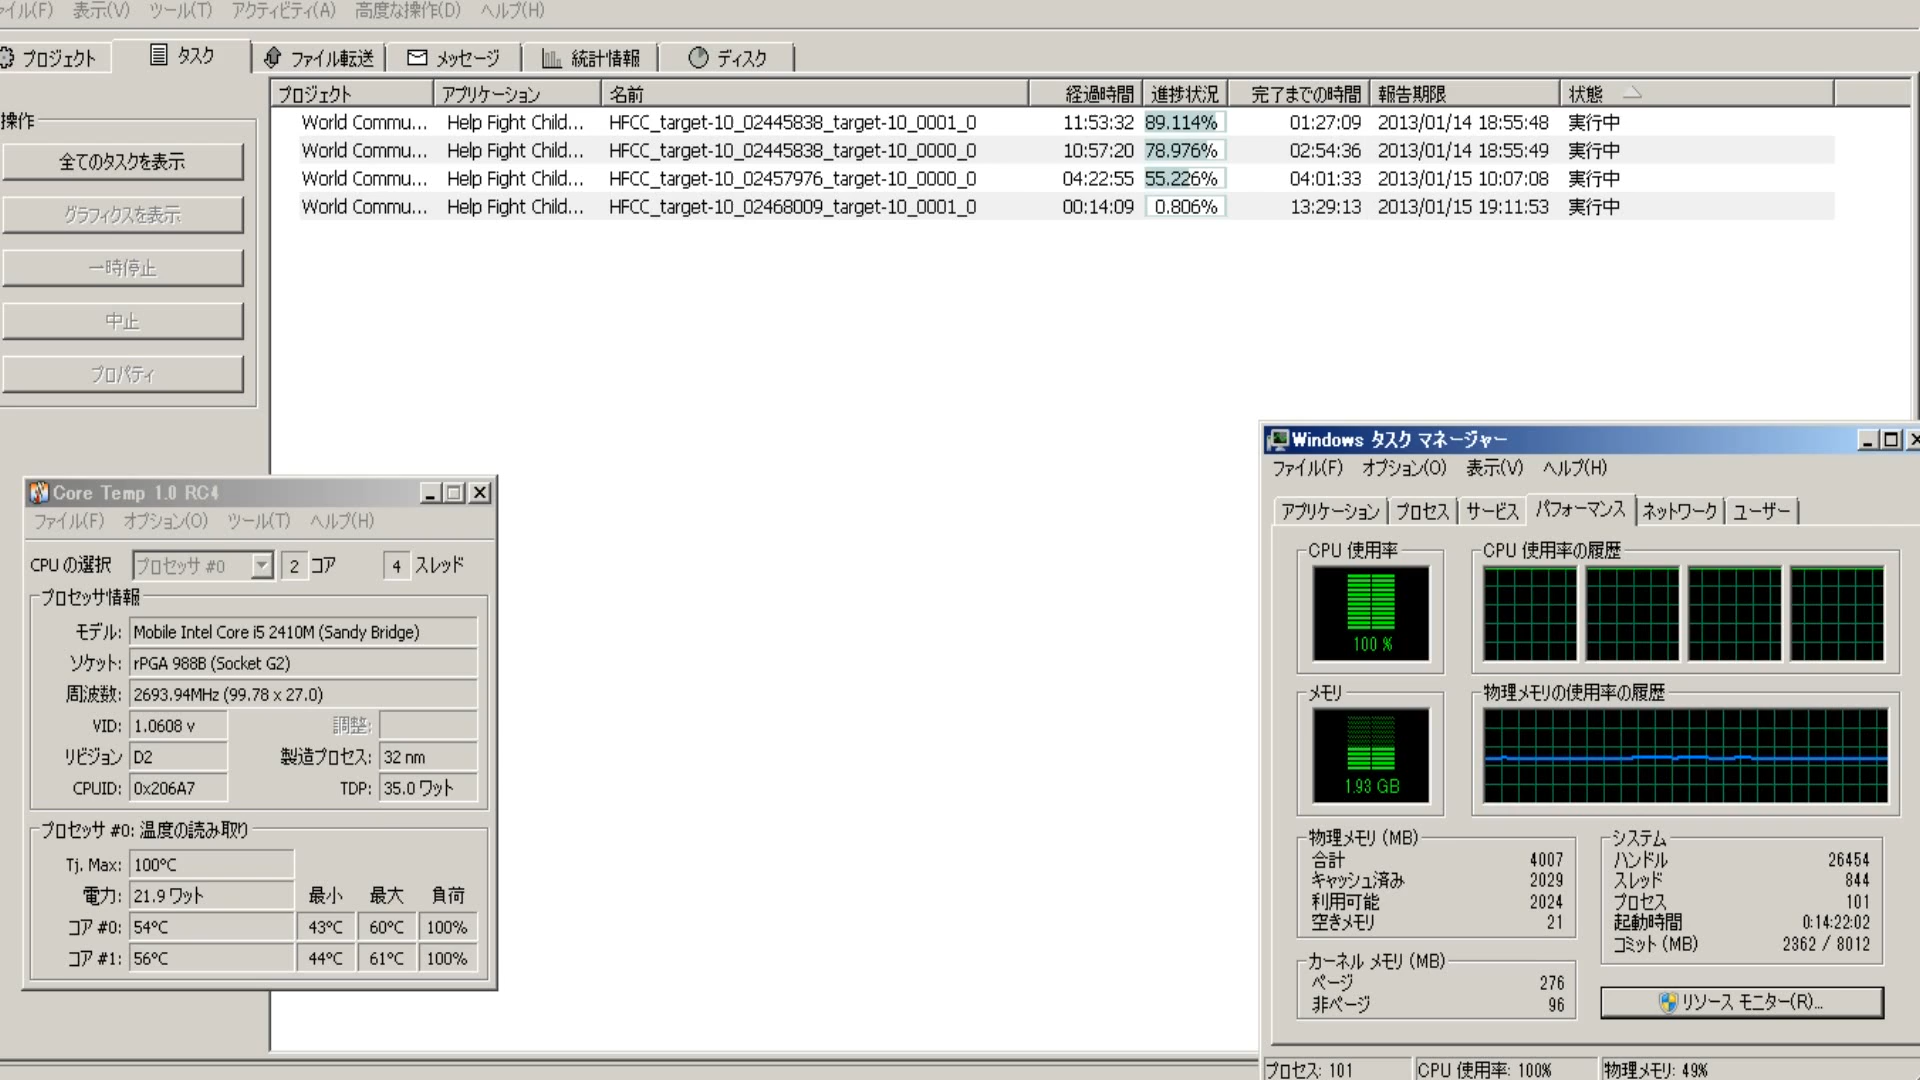 イル(F) 表示(V) ツール(T) アクティビティ(A) 高度な操作(D) ヘルプ(H)
プロジェクト タスク ファイル転送 メッセージ 統計情報 ディスク
操作
全てのタスクを表示
グラフィクスを表示
一時停止
中止
プロパティ
プロジェクト アプリケーション 名前 経過時間 進捗状況 完了までの時間 報告期限 状態
World Commu... Help Fight Child... HFCC_target-10_02445838_target-10_0001_0 11:53:32 89.114% 01:27:09 2013/01/14 18:55:48 実行中
World Commu... Help Fight Child... HFCC_target-10_02445838_target-10_0000_0 10:57:20 78.976% 02:54:36 2013/01/14 18:55:49 実行中
World Commu... Help Fight Child... HFCC_target-10_02457976_target-10_0000_0 04:22:55 55.226% 04:01:33 2013/01/15 10:07:08 実行中
World Commu... Help Fight Child... HFCC_target-10_02468009_target-10_0001_0 00:14:09 0.806% 13:29:13 2013/01/15 19:11:53 実行中
Core Temp 1.0 RC4
ファイル(F) オプション(O) ツール(T) ヘルプ(H)
CPU の選択 プロセッサ #0 2 コア 4 スレッド
プロセッサ情報
モデル: Mobile Intel Core i5 2410M (Sandy Bridge)
ソケット: rPGA 988B (Socket G2)
周波数: 2693.94MHz (99.78 x 27.0)
VID: 1.0608 v 調整:
リビジョン D2 製造プロセス: 32 nm
CPUID: 0x206A7 TDP: 35.0 ワット
プロセッサ #0: 温度の読み取り
Tj. Max: 100°C
電力: 21.9 ワット 最小 最大 負荷
コア #0: 54°C 43°C 60°C 100%
コア #1: 56°C 44°C 61°C 100%
Windows タスク マネージャー
ファイル(F) オプション(O) 表示(V) ヘルプ(H)
アプリケーション プロセス サービス パフォーマンス ネットワーク ユーザー
CPU 使用率 CPU 使用率の履歴
100 %
メモリ 物理メモリの使用率の履歴
1.93 GB
物理メモリ (MB)
合計 4007
キャッシュ済み 2029
利用可能 2024
空きメモリ 21
カーネル メモリ (MB)
ページ 276
非ページ 96
システム
ハンドル 26454
スレッド 844
プロセス 101
起動時間 0:14:22:02
コミット (MB) 2362 / 8012
リソース モニター(R)...
プロセス: 101 CPU 使用率: 100% 物理メモリ: 49%